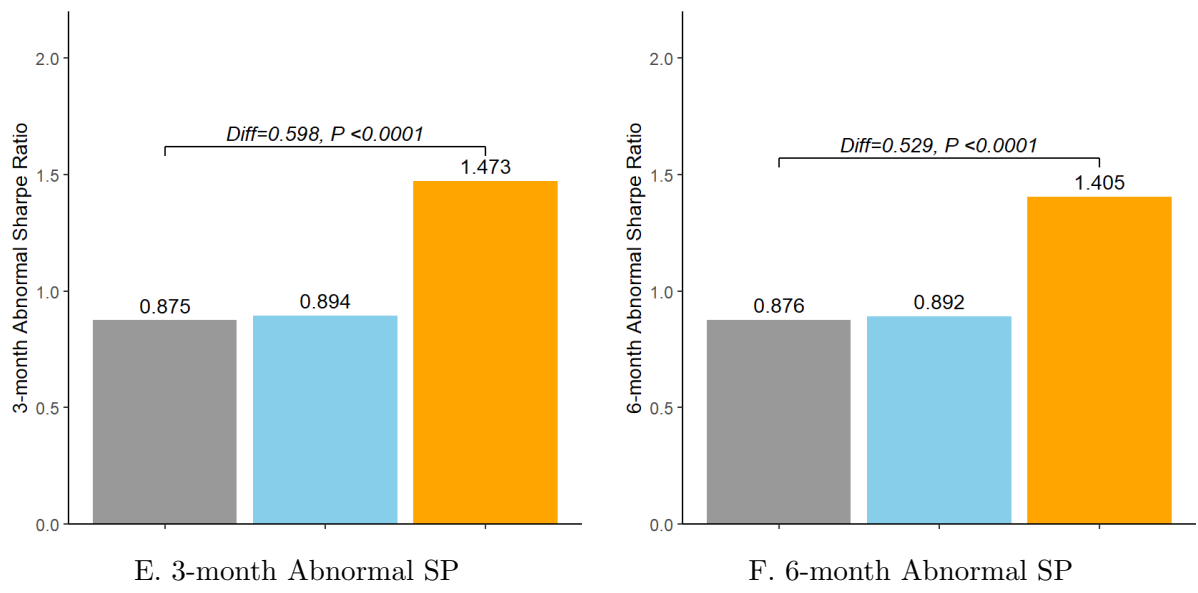 3-month Abnormal Sharpe Ratio
2.0
1.5
1.0
0.5
0.0
Diff=0.598, P <0.0001
0.875
0.894
1.473
E. 3-month Abnormal SP
6-month Abnormal Sharpe Ratio
2.0
1.5
1.0
0.5
0.0
Diff=0.529, P <0.0001
0.876
0.892
1.405
F. 6-month Abnormal SP